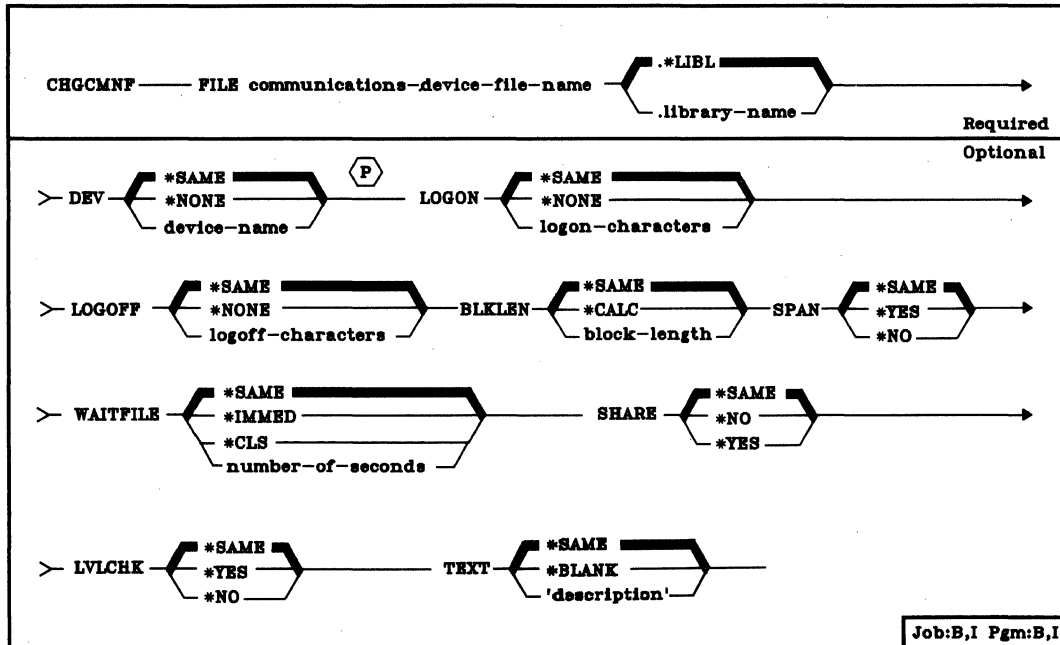 .*LIBL
CHGCMNF FILE communications-device-file-name
.library-name
Required
Optional
*SAME P *SAME
DEV *NONE LOGON *NONE
device-name logon-characters
*SAME *SAME *SAME
LOGOFF *NONE BLKLEN *CALC SPAN *YES
logoff-characters block-length *NO
*SAME *SAME
WAITFILE *IMMED SHARE *NO
*CLS *YES
number-of-seconds
*SAME *SAME
LVLCHK *YES TEXT *BLANK
*NO 'description'
Job:B,I Pgm:B,I